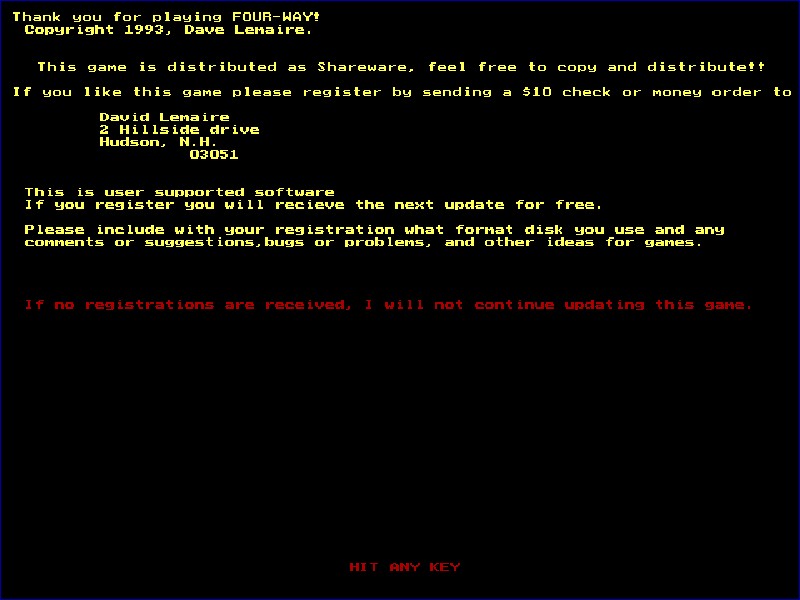 Thank you for playing FOUR-WAY!
Copyright 1993, Dave Lemaire.
This game is distributed as Shareware, feel free to copy and distribute!!
If you like this game please register by sending a $10 check or money order to
David Lemaire
2 Hillside drive
Hudson, N.H.
03051
This is user supported software
If you register you will recieve the next update for free.
Please include with your registration what format disk you use and any
comments or suggestions,bugs or problems, and other ideas for games.
If no registrations are received, I will not continue updating this game.
HIT ANY KEY